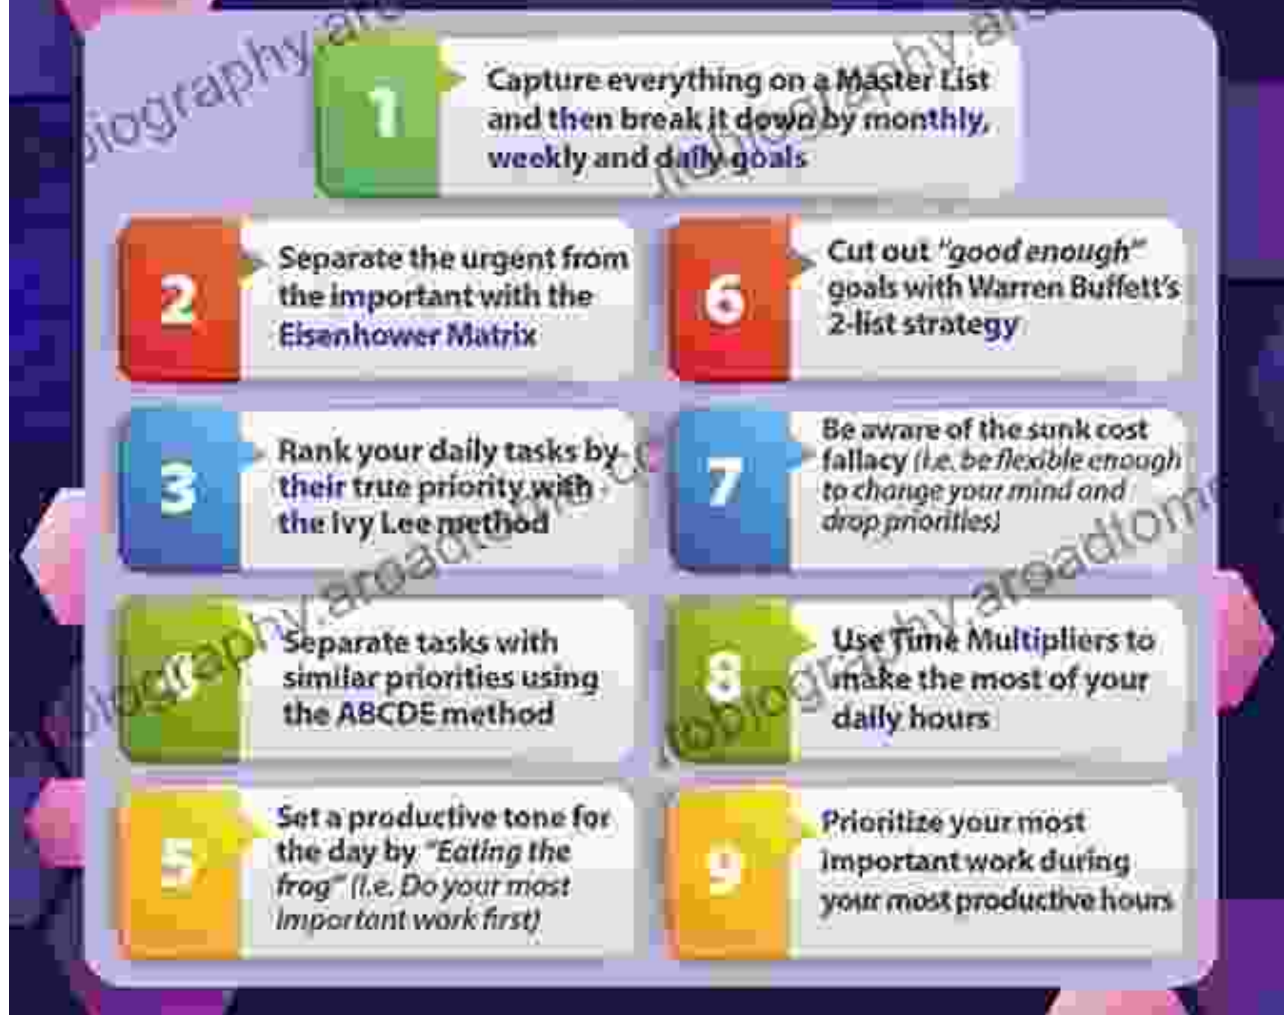 1
Capture everything on a Master List
and then break it down by monthly,
weekly and daily goals
2
Separate the urgent from
the important with the
Eisenhower Matrix
3
Rank your daily tasks by
their true priority with
the Ivy Lee method
4
Separate tasks with
similar priorities using
the ABCDE method
5
Set a productive tone for
the day by "Eating the
frog" (i.e. Do your most
important work first)
6
Cut out "good enough"
goals with Warren Buffett's
2-list strategy
7
Be aware of the sunk cost
fallacy (i.e. be flexible enough
to change your mind and
drop priorities)
8
Use Time Multipliers to
make the most of your
daily hours
9
Prioritize your most
important work during
your most productive hours